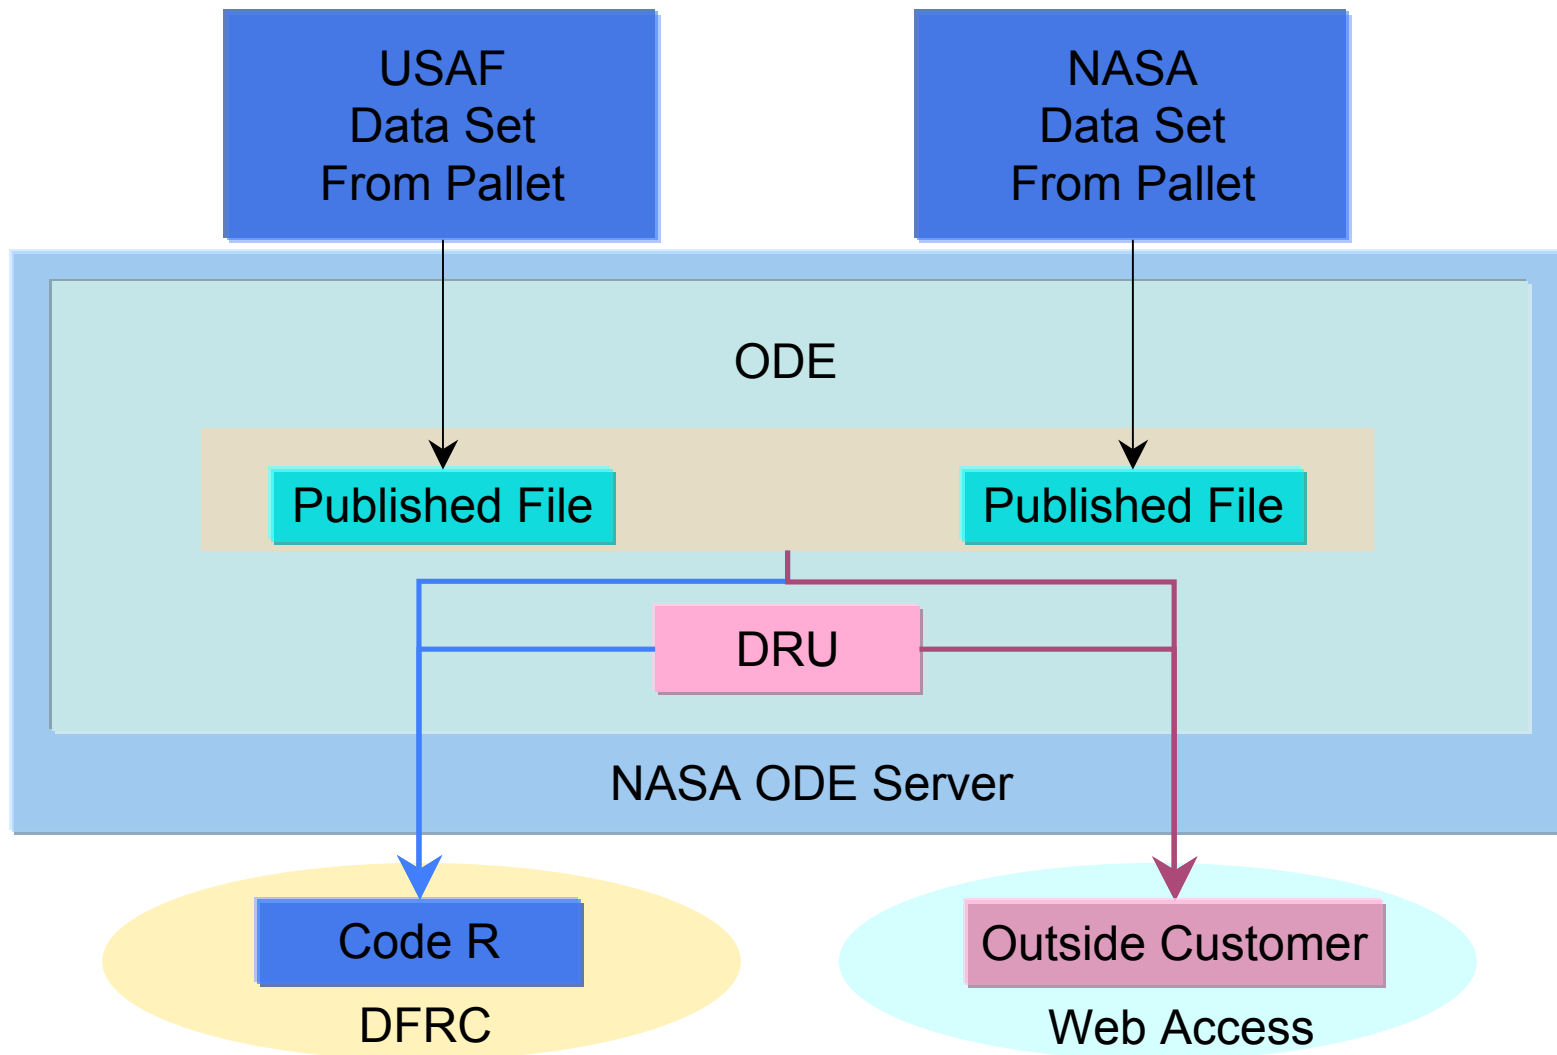 USAF
Data Set
From Pallet
NASA
Data Set
From Pallet
ODE
Published File
Published File
DRU
NASA ODE Server
Code R
DFRC
Outside Customer
Web Access